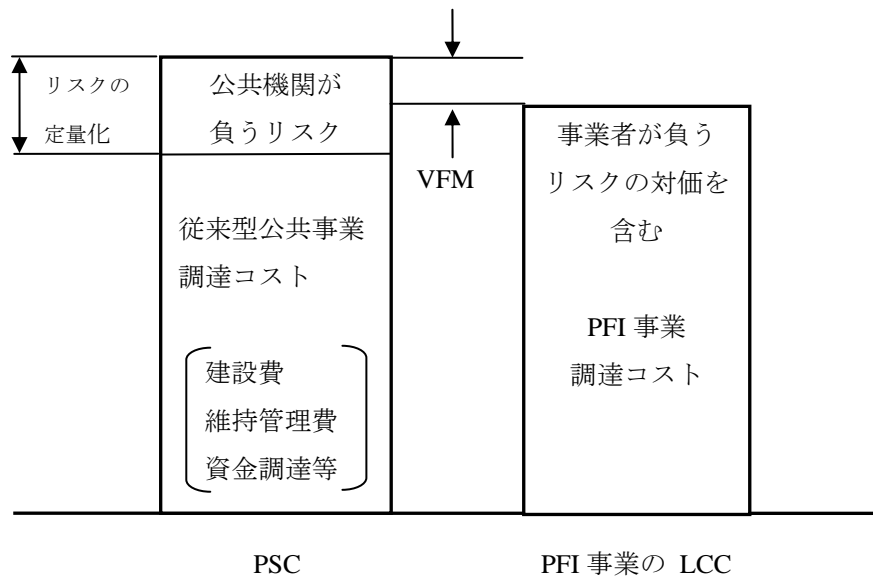 リスクの
定量化
公共機関が
負うリスク
従来型公共事業
調達コスト
建設費
維持管理費
資金調達等
VFM
事業者が負う
リスクの対価を
含む
PFI 事業
調達コスト
PSC
PFI 事業の LCC